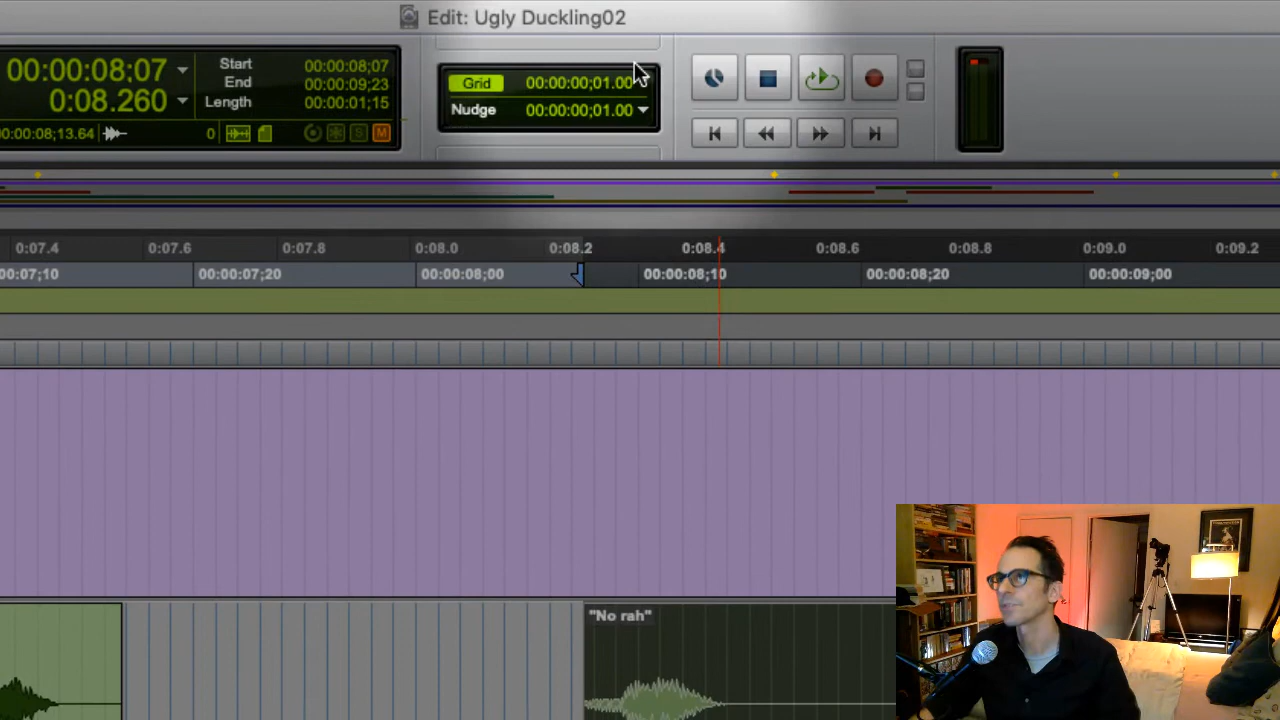 Edit: Ugly Duckling02
00:00:08;07
0:08.260
Start 00:00:08;07
End 00:00:09;23
Length 00:00:01;15
00:00:08;13.64
0
S
M
Grid 00:00:00;01.00
Nudge 00:00:00;01.00
0:07.4 0:07.6 0:07.8 0:08.0 0:08.2 0:08.4 0:08.6 0:08.8 0:09.0 0:09.2
00:07;10 00:00:07;20 00:00:08;00 00:00:08;10 00:00:08;20 00:00:09;00
"No rah"